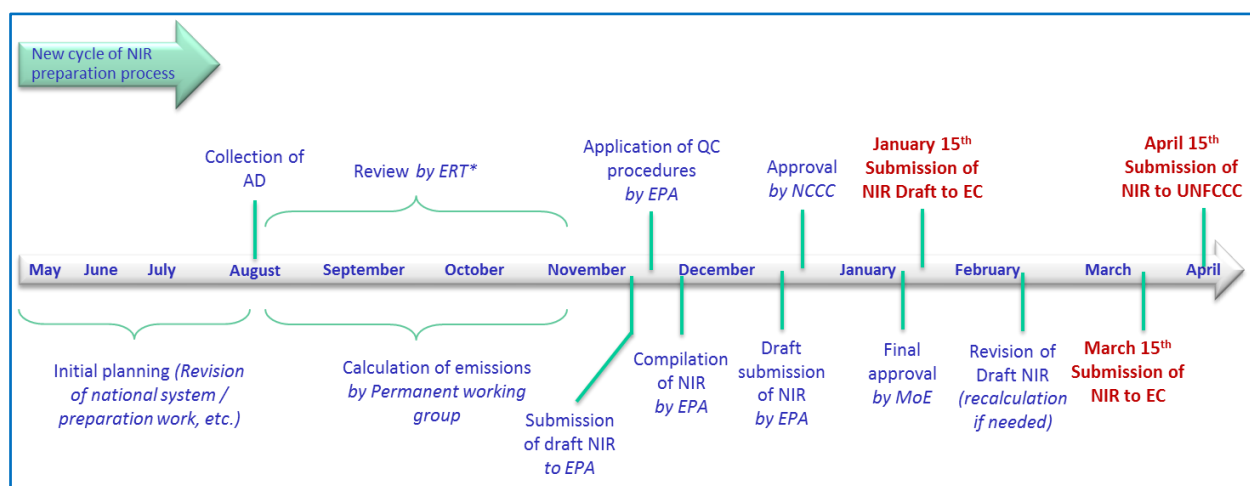 New cycle of NIR
preparation process
Collection of
AD
Review by ERT*
Application of QC
procedures
by EPA
Approval
by NCCC
January 15th
Submission of
NIR Draft to EC
April 15th
Submission of
NIR to UNFCCC
May June July August September October November December January February March April
Initial planning (Revision
of national system /
preparation work, etc.)
Calculation of emissions
by Permanent working
group
Submission
of draft NIR
to EPA
Compilation
of NIR
by EPA
Draft
submission
of NIR
by EPA
Final
approval
by MoE
Revision of
Draft NIR
(recalculation
if needed)
March 15th
Submission of
NIR to EC